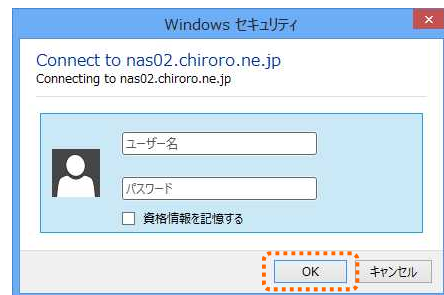 Windows セキュリティ
Connect to nas02.chiroro.ne.jp
Connecting to nas02.chiroro.ne.jp
ユーザー名
パスワード
資格情報を記憶する
OK
キャンセル